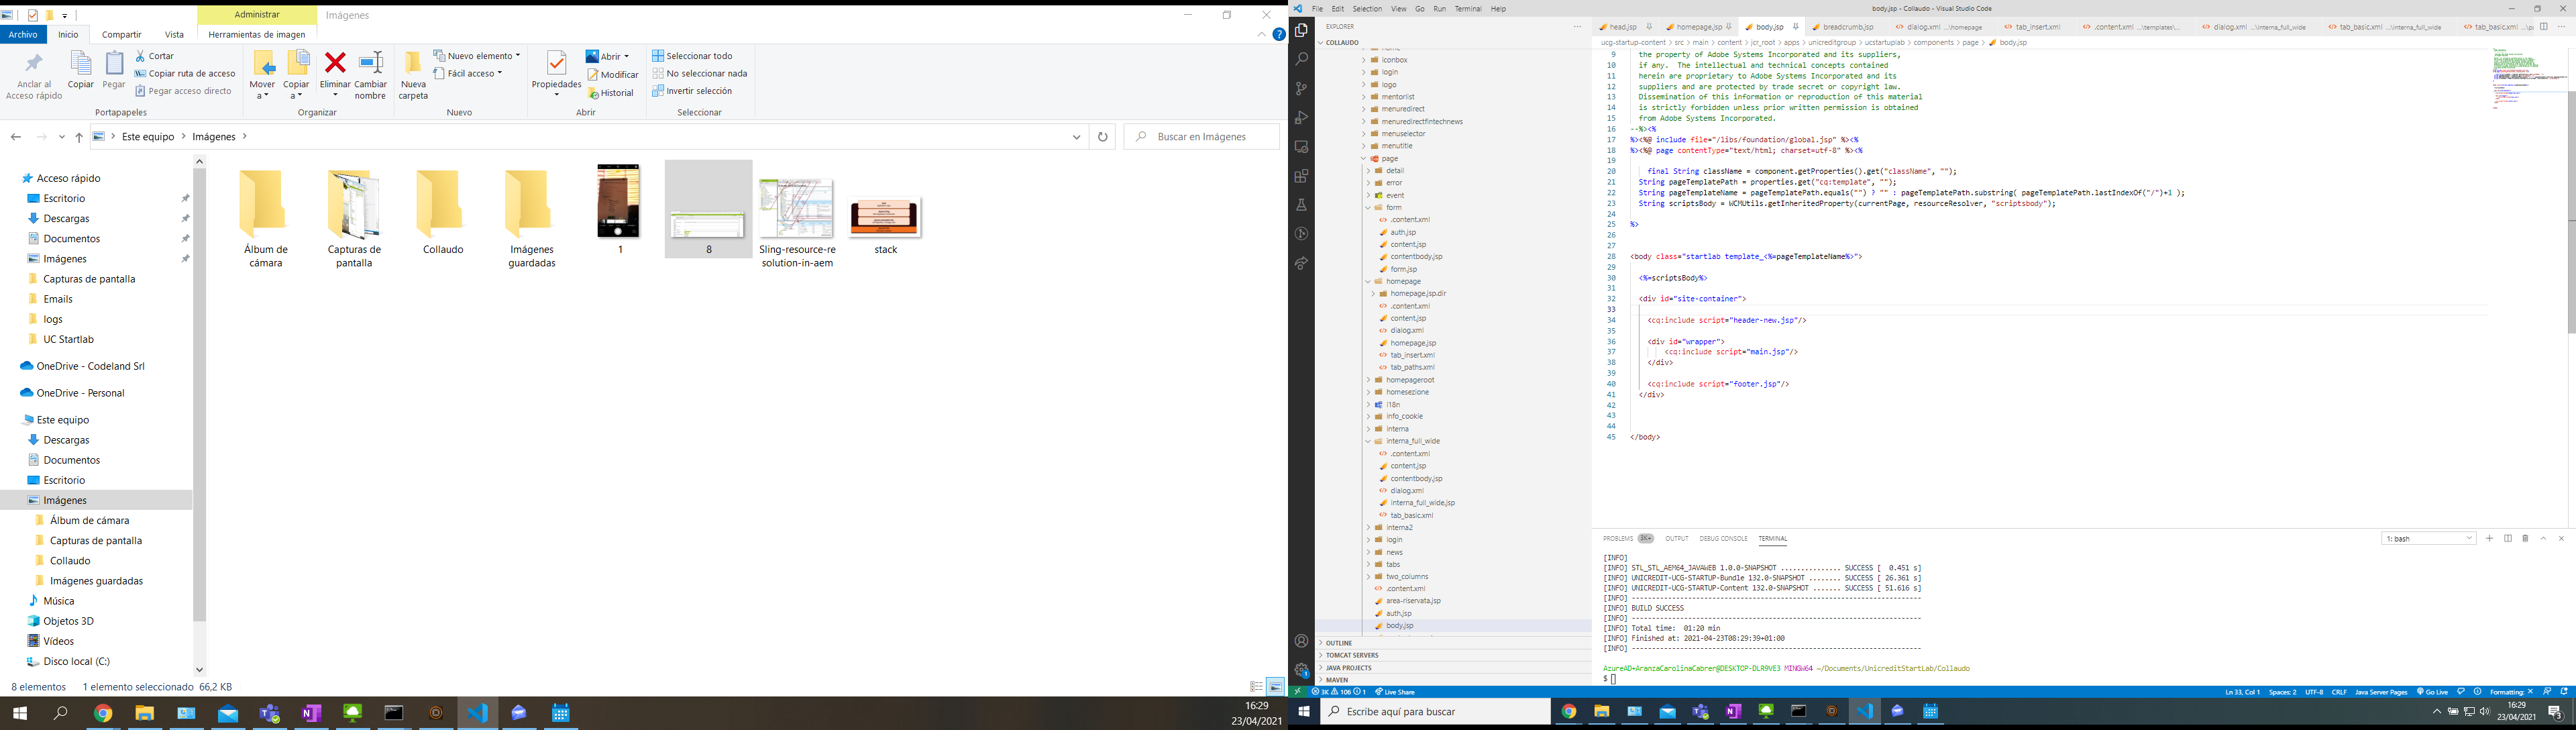 Administrar
Imágenes
Archivo
Inicio
Compartir
Vista
Herramientas de imagen
Anclar al
Acceso rápido
Copiar
Pegar
Cortar
Copiar ruta de acceso
Pegar acceso directo
Portapapeles
Mover
a
Copiar
a
Eliminar
Cambiar
nombre
Organizar
Nueva
carpeta
Nuevo elemento
Fácil acceso
Nuevo
Propiedades
Abrir
Modificar
Historial
Abrir
Seleccionar todo
No seleccionar nada
Invertir selección
Seleccionar
Este equipo
Imágenes
Buscar en Imágenes
Acceso rápido
Escritorio
Descargas
Documentos
Imágenes
Capturas de pantalla
Emails
logs
UC Startlab
OneDrive - Codeland Srl
OneDrive - Personal
Este equipo
Descargas
Documentos
Escritorio
Imágenes
Álbum de cámara
Capturas de pantalla
Collaudo
Imágenes guardadas
Música
Objetos 3D
Vídeos
Disco local (C:)
Álbum de
cámara
Capturas de
pantalla
Collaudo
Imágenes
guardadas
1
8
Sling-resource-re
solution-in-aem
stack
8 elementos
1 elemento seleccionado 66,2 KB
16:29
23/04/2021
File Edit Selection View Go Run Terminal Help
body.jsp - Collaudo - Visual Studio Code
EXPLORER
COLLAUDO
home
iconbox
login
logo
mentorlist
menuredirect
menuredirectfintechnews
menuselector
menutitle
page
detail
error
event
form
.content.xml
auth.jsp
content.jsp
contentbody.jsp
form.jsp
homepage
homepage.jsp.dir
.content.xml
content.jsp
dialog.xml
homepage.jsp
tab_insert.xml
tab_paths.xml
homepageroot
homesezione
i18n
info_cookie
interna
interna_full_wide
.content.xml
content.jsp
contentbody.jsp
dialog.xml
interna_full_wide.jsp
tab_basic.xml
interna2
login
news
tabs
two_columns
.content.xml
area-riservata.jsp
auth.jsp
body.jsp
OUTLINE
TOMCAT SERVERS
JAVA PROJECTS
MAVEN
head.jsp
homepage.jsp
body.jsp
breadcrumb.jsp
dialog.xml ...\homepage
tab_insert.xml
.content.xml ...\templates\...
dialog.xml ...\interna_full_wide
tab_basic.xml ...\interna_full_wide
ucg-startup-content > src > main > content > jcr_root > apps > unicreditgroup > ucstartuplab > components > page > body.jsp
9 the property of Adobe Systems Incorporated and its suppliers,
10 if any.  The intellectual and technical concepts contained
11 herein are proprietary to Adobe Systems Incorporated and its
12 suppliers and are protected by trade secret or copyright law.
13 Dissemination of this information or reproduction of this material
14 is strictly forbidden unless prior written permission is obtained
15 from Adobe Systems Incorporated.
16 --%><%
17 %><%@ include file="/libs/foundation/global.jsp" %><%
18 %><%@ page contentType="text/html; charset=utf-8" %><%
19
20 final String className = component.getProperties().get("className", "");
21 String pageTemplatePath = properties.get("cq:template", "");
22 String pageTemplateName = pageTemplatePath.equals("") ? "" : pageTemplatePath.substring( pageTemplatePath.lastIndexOf("/")+1 );
23 String scriptsBody = WCMUtils.getInheritedProperty(currentPage, resourceResolver, "scriptsbody");
24
25 %>
26
27
28 <body class="startlab template_<%=pageTemplateName%>">
29
30 <%=scriptsBody%>
31
32 <div id="site-container">
33
34 <cq:include script="header-new.jsp"/>
35
36 <div id="wrapper">
37 <cq:include script="main.jsp"/>
38 </div>
39
40 <cq:include script="footer.jsp"/>
41 </div>
42
43
44
45 </body>
PROBLEMS 3K+ OUTPUT DEBUG CONSOLE TERMINAL
1: bash
[INFO]
[INFO] STL_STL_AEM64_JAVAWEB 1.0.0-SNAPSHOT ............... SUCCESS [  0.451 s]
[INFO] UNICREDIT-UCG-STARTUP-Bundle 132.0-SNAPSHOT ........ SUCCESS [ 26.361 s]
[INFO] UNICREDIT-UCG-STARTUP-Content 132.0-SNAPSHOT ....... SUCCESS [ 51.616 s]
[INFO] ------------------------------------------------------------------------
[INFO] BUILD SUCCESS
[INFO] ------------------------------------------------------------------------
[INFO] Total time:  01:20 min
[INFO] Finished at: 2021-04-23T08:29:39+01:00
[INFO] ------------------------------------------------------------------------
AzureAD+AranzaCarolinaCabrer@DESKTOP-DLR9VE3 MINGW64 ~/Documents/UnicreditStartLab/Collaudo
$
3K 106 1 Live Share
Ln 33, Col 1 Spaces: 2 UTF-8 CRLF Java Server Pages Go Live Formatting: ×
Escribe aquí para buscar
16:29
23/04/2021
3